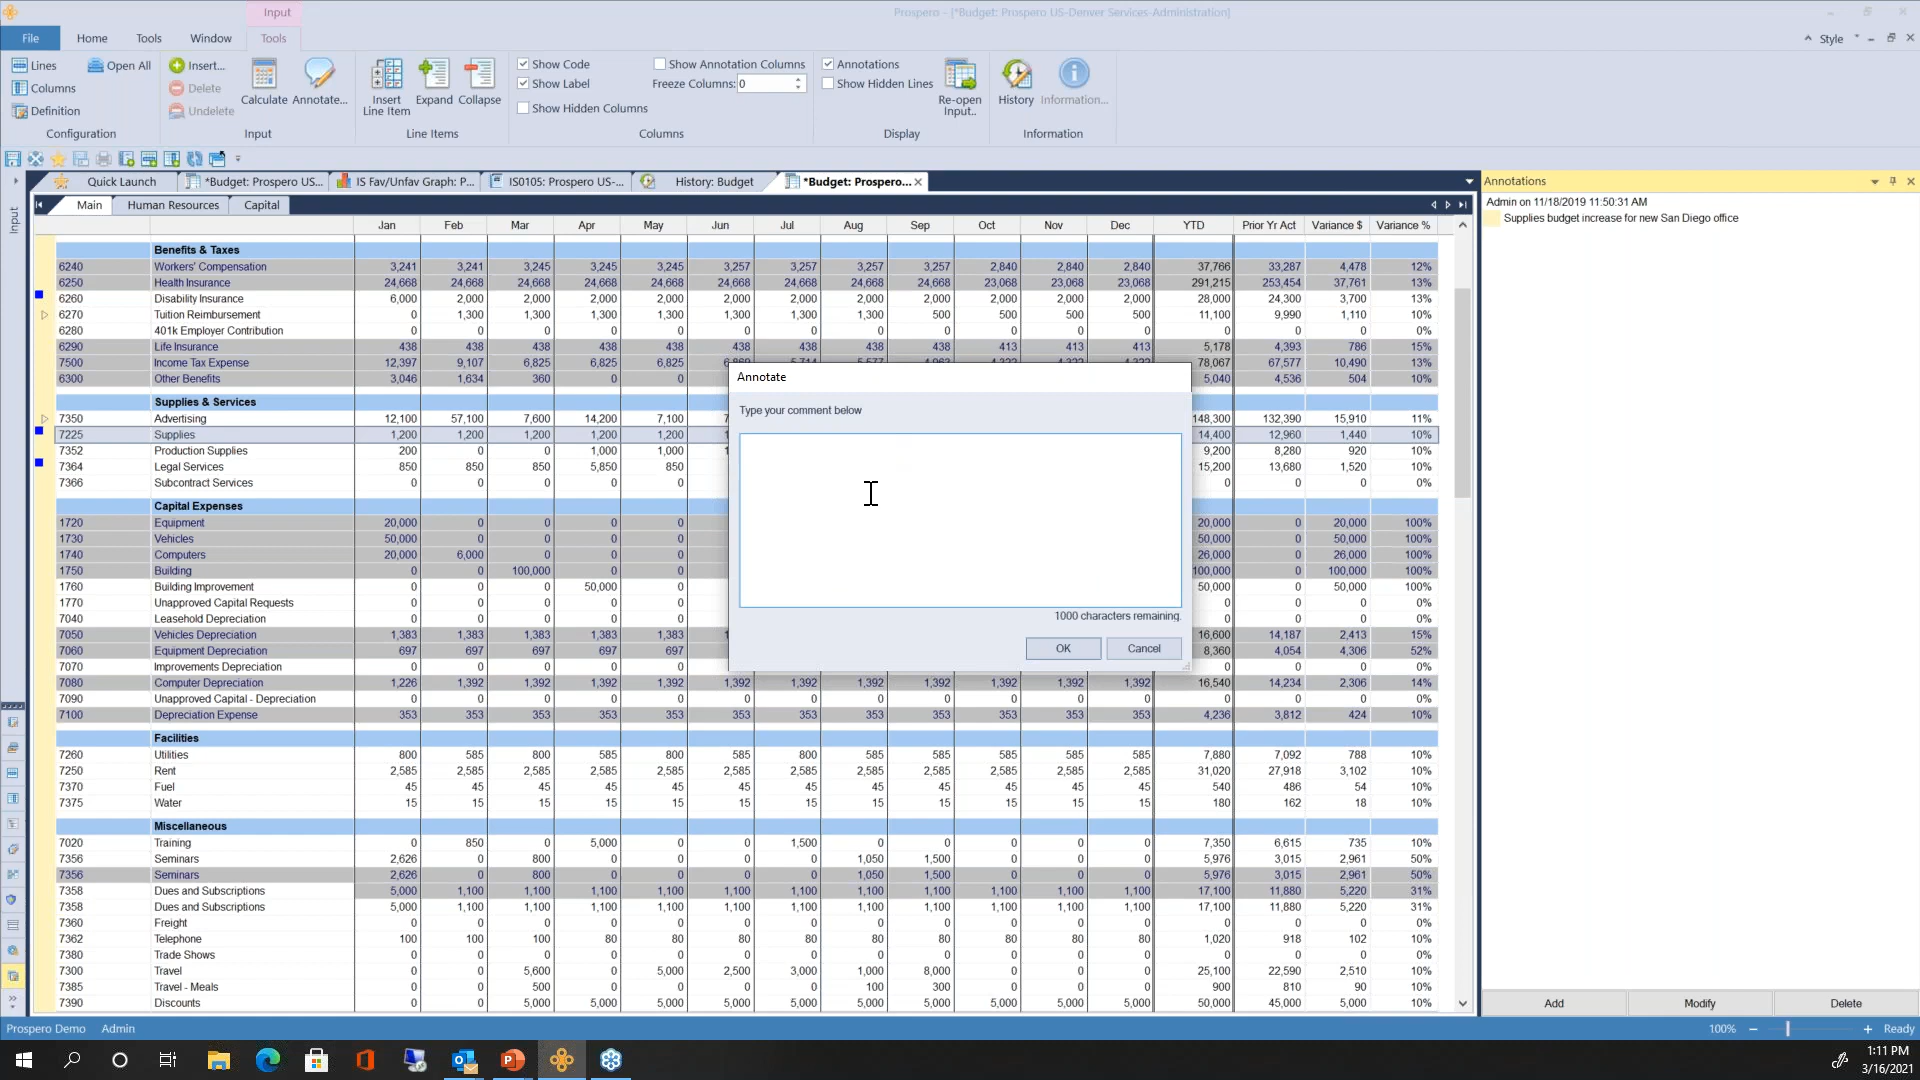 Input
Prospero - [*Budget: Prospero US-Denver Services-Administration]
File Home Tools Window Tools Style
Lines Open All Insert... Show Code Show Annotation Columns Annotations
Columns Delete Show Label Freeze Columns: 0 Show Hidden Lines
Definition Undelete Calculate Annotate... Insert Line Item Expand Collapse Show Hidden Columns Re-open Input.. History Information...
Configuration Input Line Items Columns Display Information
Quick Launch *Budget: Prospero US... IS Fav/Unfav Graph: P... IS0105: Prospero US-... History: Budget *Budget: Prospero...
Main Human Resources Capital
Input
Jan Feb Mar Apr May Jun Jul Aug Sep Oct Nov Dec YTD Prior Yr Act Variance $ Variance %
Benefits & Taxes
6240 Workers' Compensation 3,241 3,241 3,245 3,245 3,245 3,257 3,257 3,257 3,257 2,840 2,840 2,840 37,766 33,287 4,478 12%
6250 Health Insurance 24,668 24,668 24,668 24,668 24,668 24,668 24,668 24,668 24,668 23,068 23,068 23,068 291,215 253,454 37,761 13%
6260 Disability Insurance 6,000 2,000 2,000 2,000 2,000 2,000 2,000 2,000 2,000 2,000 2,000 2,000 28,000 24,300 3,700 13%
6270 Tuition Reimbursement 0 1,300 1,300 1,300 1,300 1,300 1,300 1,300 500 500 500 500 11,100 9,990 1,110 10%
6280 401k Employer Contribution 0 0 0 0 0 0 0 0 0 0 0 0 0 0 0 0%
6290 Life Insurance 438 438 438 438 438 438 438 438 438 413 413 413 5,178 4,393 786 15%
7500 Income Tax Expense 12,397 9,107 6,825 6,825 6,825 78,067 67,577 10,490 13%
6300 Other Benefits 3,046 1,634 360 0 0 5,040 4,536 504 10%
Supplies & Services
7350 Advertising 12,100 57,100 7,600 14,200 7,100 148,300 132,390 15,910 11%
7225 Supplies 1,200 1,200 1,200 1,200 1,200 14,400 12,960 1,440 10%
7352 Production Supplies 200 0 0 1,000 1,000 9,200 8,280 920 10%
7364 Legal Services 850 850 850 5,850 850 15,200 13,680 1,520 10%
7366 Subcontract Services 0 0 0 0 0 0 0 0 0%
Capital Expenses
1720 Equipment 20,000 0 0 0 0 20,000 0 20,000 100%
1730 Vehicles 50,000 0 0 0 0 50,000 0 50,000 100%
1740 Computers 20,000 6,000 0 0 0 26,000 0 26,000 100%
1750 Building 0 0 100,000 0 0 100,000 0 100,000 100%
1760 Building Improvement 0 0 0 50,000 0 50,000 0 50,000 100%
1770 Unapproved Capital Requests 0 0 0 0 0 0 0 0 0%
7040 Leasehold Depreciation 0 0 0 0 0 0 0 0 0%
7050 Vehicles Depreciation 1,383 1,383 1,383 1,383 1,383 16,600 14,187 2,413 15%
7060 Equipment Depreciation 697 697 697 697 697 8,360 4,054 4,306 52%
7070 Improvements Depreciation 0 0 0 0 0 0 0 0 0%
7080 Computer Depreciation 1,226 1,392 1,392 1,392 1,392 1,392 1,392 1,392 1,392 1,392 1,392 1,392 16,540 14,234 2,306 14%
7090 Unapproved Capital - Depreciation 0 0 0 0 0 0 0 0 0 0 0 0 0 0 0 0%
7100 Depreciation Expense 353 353 353 353 353 353 353 353 353 353 353 353 4,236 3,812 424 10%
Facilities
7260 Utilities 800 585 800 585 800 585 800 585 585 585 585 585 7,880 7,092 788 10%
7250 Rent 2,585 2,585 2,585 2,585 2,585 2,585 2,585 2,585 2,585 2,585 2,585 2,585 31,020 27,918 3,102 10%
7370 Fuel 45 45 45 45 45 45 45 45 45 45 45 45 540 486 54 10%
7375 Water 15 15 15 15 15 15 15 15 15 15 15 15 180 162 18 10%
Miscellaneous
7020 Training 0 850 0 5,000 0 0 1,500 0 0 0 0 0 7,350 6,615 735 10%
7356 Seminars 2,626 0 800 0 0 0 0 1,050 1,500 0 0 0 5,976 3,015 2,961 50%
7356 Seminars 2,626 0 800 0 0 0 0 1,050 1,500 0 0 0 5,976 3,015 2,961 50%
7358 Dues and Subscriptions 5,000 1,100 1,100 1,100 1,100 1,100 1,100 1,100 1,100 1,100 1,100 1,100 17,100 11,880 5,220 31%
7358 Dues and Subscriptions 5,000 1,100 1,100 1,100 1,100 1,100 1,100 1,100 1,100 1,100 1,100 1,100 17,100 11,880 5,220 31%
7360 Freight 0 0 0 0 0 0 0 0 0 0 0 0 0 0 0 0%
7362 Telephone 100 100 100 80 80 80 80 80 80 80 80 80 1,020 918 102 10%
7380 Trade Shows 0 0 0 0 0 0 0 0 0 0 0 0 0 0 0 0%
7300 Travel 0 0 5,600 0 5,000 2,500 3,000 1,000 8,000 0 0 0 25,100 22,590 2,510 10%
7385 Travel - Meals 0 0 500 0 0 0 0 100 300 0 0 0 900 810 90 10%
7390 Discounts 0 0 5,000 5,000 5,000 5,000 5,000 5,000 5,000 5,000 5,000 5,000 50,000 45,000 5,000 10%
Annotate
Type your comment below
1000 characters remaining.
OK Cancel
Annotations
Admin on 11/18/2019 11:50:31 AM
Supplies budget increase for new San Diego office
Add Modify Delete
Prospero Demo Admin 100% Ready
1:11 PM
3/16/2021